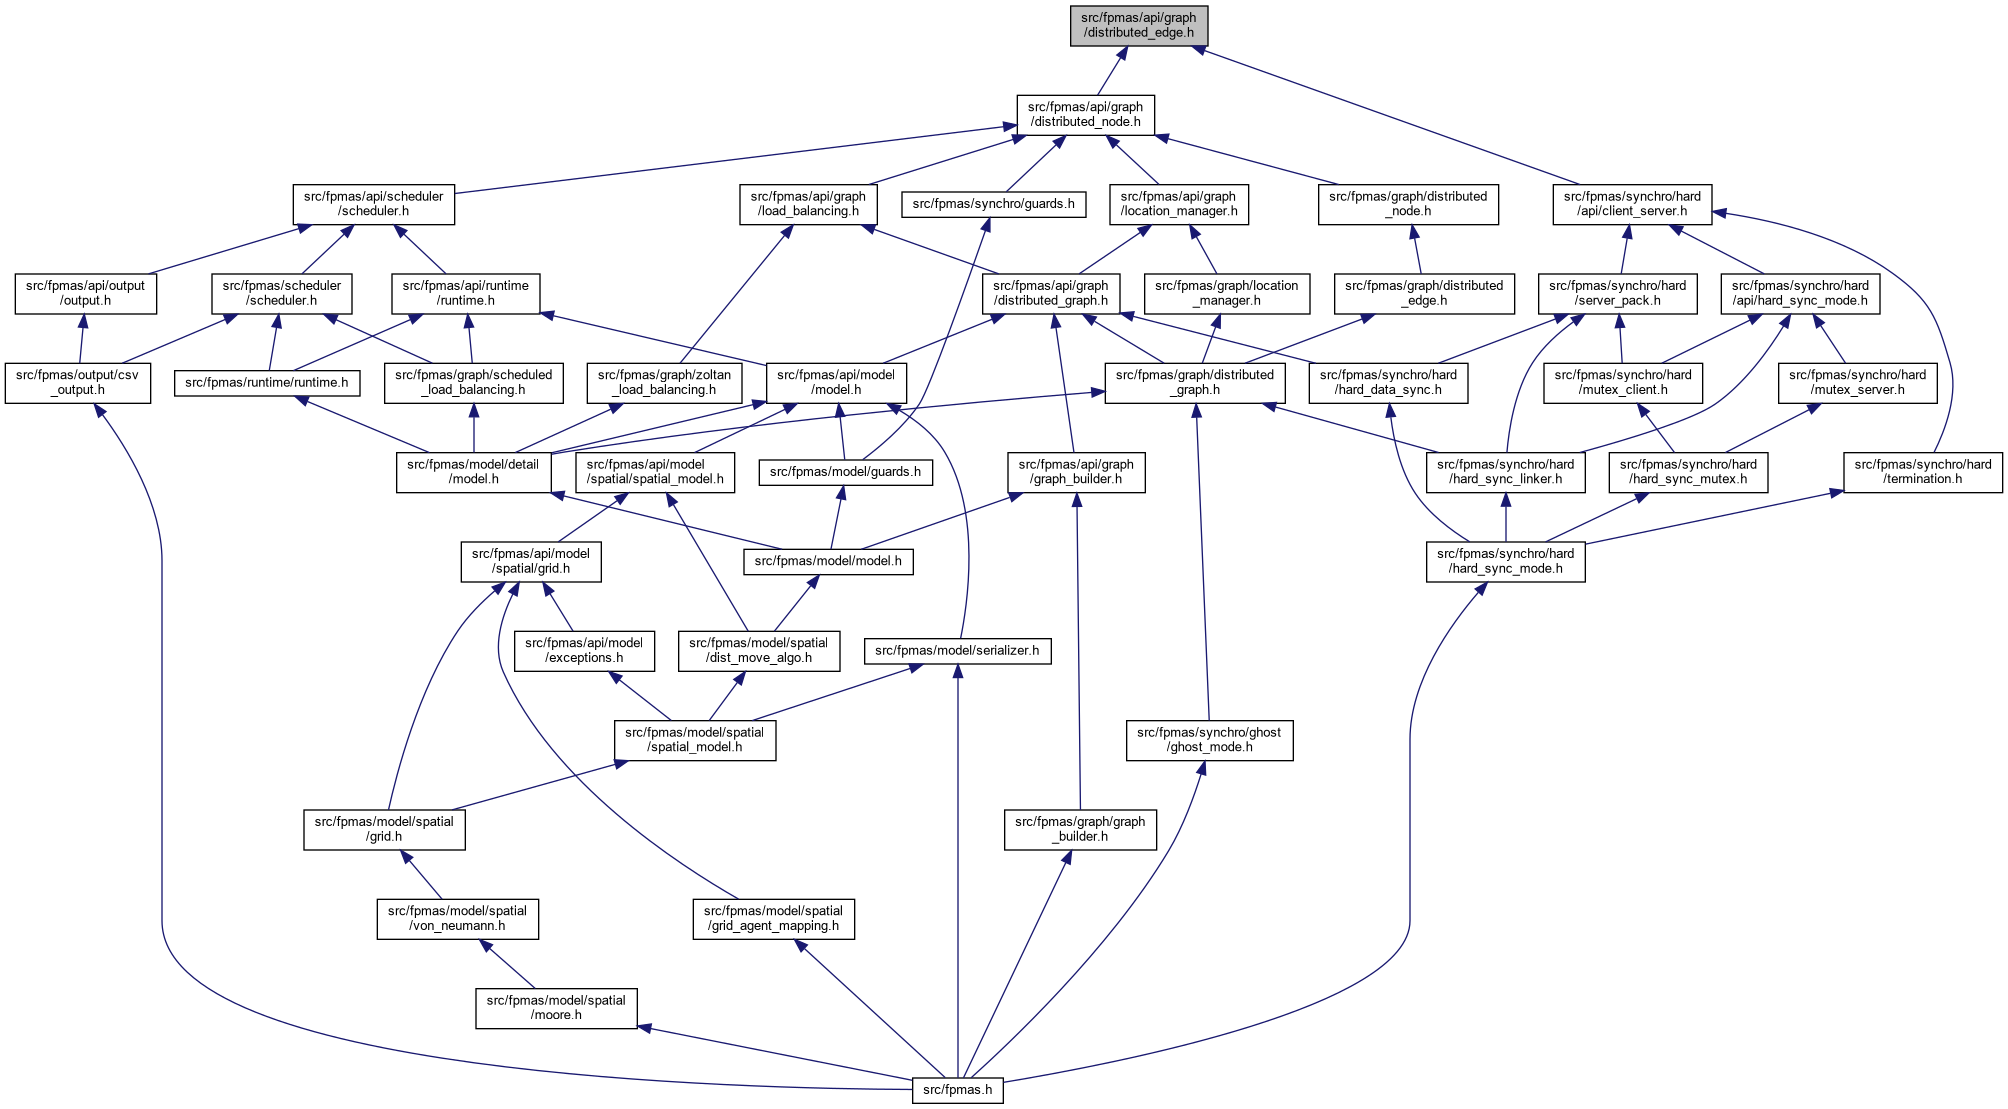 src/fpmas/api/graph
/distributed_edge.h
src/fpmas/api/graph
/distributed_node.h
src/fpmas/api/scheduler
/scheduler.h
src/fpmas/api/graph
/load_balancing.h
src/fpmas/synchro/guards.h
src/fpmas/api/graph
/location_manager.h
src/fpmas/graph/distributed
_node.h
src/fpmas/synchro/hard
/api/client_server.h
src/fpmas/api/output
/output.h
src/fpmas/scheduler
/scheduler.h
src/fpmas/api/runtime
/runtime.h
src/fpmas/api/graph
/distributed_graph.h
src/fpmas/graph/location
_manager.h
src/fpmas/graph/distributed
_edge.h
src/fpmas/synchro/hard
/server_pack.h
src/fpmas/synchro/hard
/api/hard_sync_mode.h
src/fpmas/output/csv
_output.h
src/fpmas/runtime/runtime.h
src/fpmas/graph/scheduled
_load_balancing.h
src/fpmas/graph/zoltan
_load_balancing.h
src/fpmas/api/model
/model.h
src/fpmas/graph/distributed
_graph.h
src/fpmas/synchro/hard
/hard_data_sync.h
src/fpmas/synchro/hard
/mutex_client.h
src/fpmas/synchro/hard
/mutex_server.h
src/fpmas/model/detail
/model.h
src/fpmas/api/model
/spatial/spatial_model.h
src/fpmas/model/guards.h
src/fpmas/api/graph
/graph_builder.h
src/fpmas/synchro/hard
/hard_sync_linker.h
src/fpmas/synchro/hard
/hard_sync_mutex.h
src/fpmas/synchro/hard
/termination.h
src/fpmas/api/model
/spatial/grid.h
src/fpmas/model/model.h
src/fpmas/synchro/hard
/hard_sync_mode.h
src/fpmas/api/model
/exceptions.h
src/fpmas/model/spatial
/dist_move_algo.h
src/fpmas/model/serializer.h
src/fpmas/model/spatial
/spatial_model.h
src/fpmas/synchro/ghost
/ghost_mode.h
src/fpmas/model/spatial
/grid.h
src/fpmas/graph/graph
_builder.h
src/fpmas/model/spatial
/von_neumann.h
src/fpmas/model/spatial
/grid_agent_mapping.h
src/fpmas/model/spatial
/moore.h
src/fpmas.h